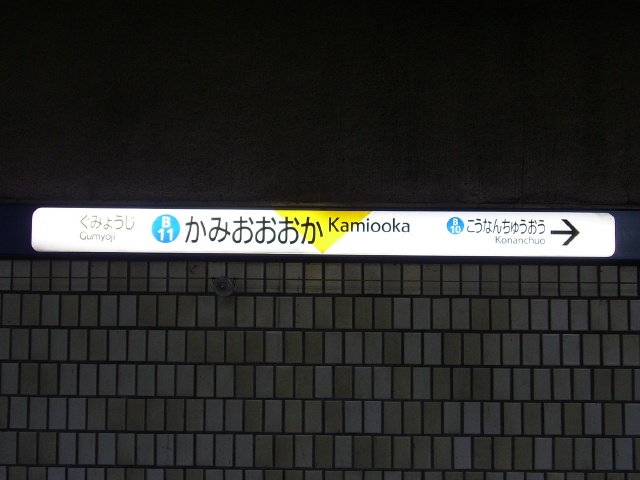 ぐみょうじ
Gumyoji
B
11
かみおおおか
Kamiooka
B
10
こうなんちゅうおう
Konanchuo